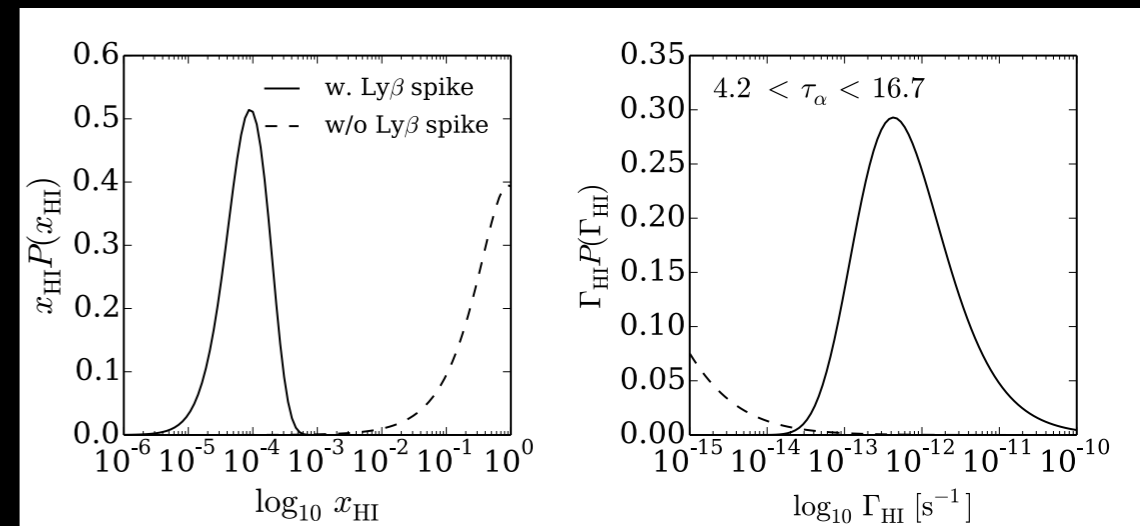 0.6
0.5
0.4
0.3
0.2
0.1
0.0
x_HI P(x_HI)
w. Lyβ spike
w/o Lyβ spike
10^-6 10^-5 10^-4 10^-3 10^-2 10^-1 10^0
log_10 x_HI
0.35
0.30
0.25
0.20
0.15
0.10
0.05
0.00
Γ_HI P(Γ_HI)
4.2 < τ_α < 16.7
10^-15 10^-14 10^-13 10^-12 10^-11 10^-10
log_10 Γ_HI [s^-1]